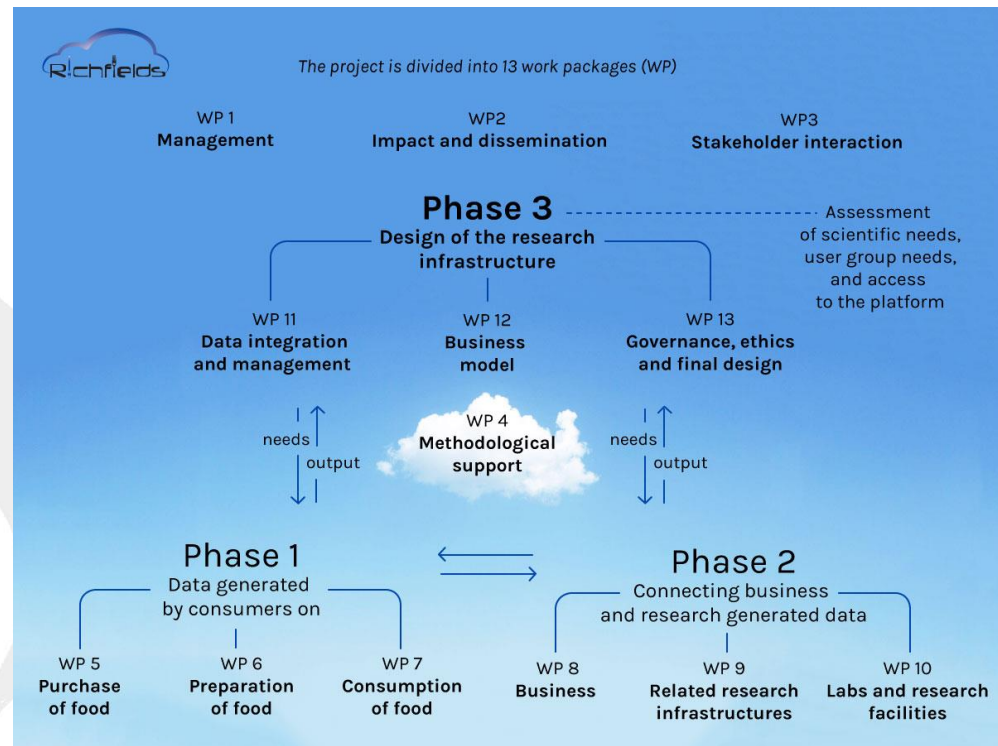 R!chfields
The project is divided into 13 work packages (WP)
WP 1
Management
WP2
Impact and dissemination
WP3
Stakeholder interaction
Phase 3
Design of the research
infrastructure
Assessment
of scientific needs,
user group needs,
and access
to the platform
WP 11
Data integration
and management
WP 12
Business
model
WP 13
Governance, ethics
and final design
needs
output
WP 4
Methodological
support
needs
output
Phase 1
Data generated
by consumers on
Phase 2
Connecting business
and research generated data
WP 5
Purchase
of food
WP 6
Preparation
of food
WP 7
Consumption
of food
WP 8
Business
WP 9
Related research
infrastructures
WP 10
Labs and research
facilities